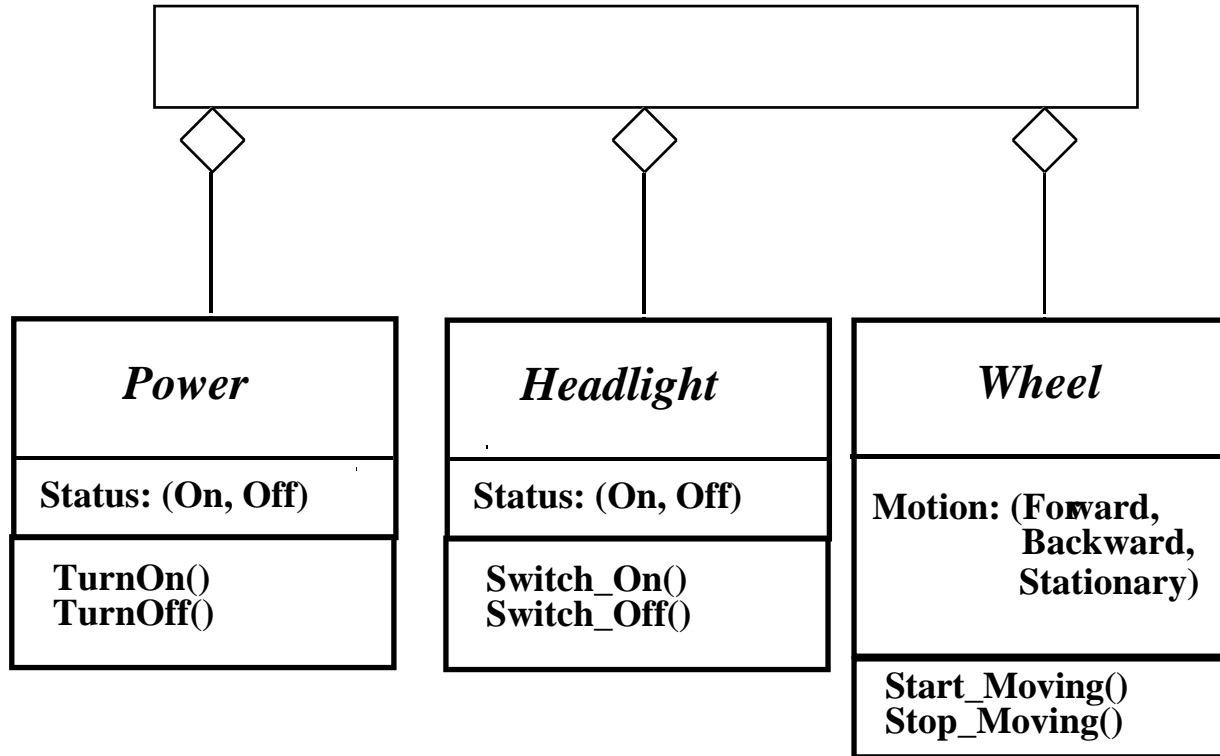 Power
Status: (On, Off)
TurnOn()
TurnOff()
Headlight
Status: (On, Off)
Switch_On()
Switch_Off()
Wheel
Motion: (Forward,
Backward,
Stationary)
Start_Moving()
Stop_Moving()